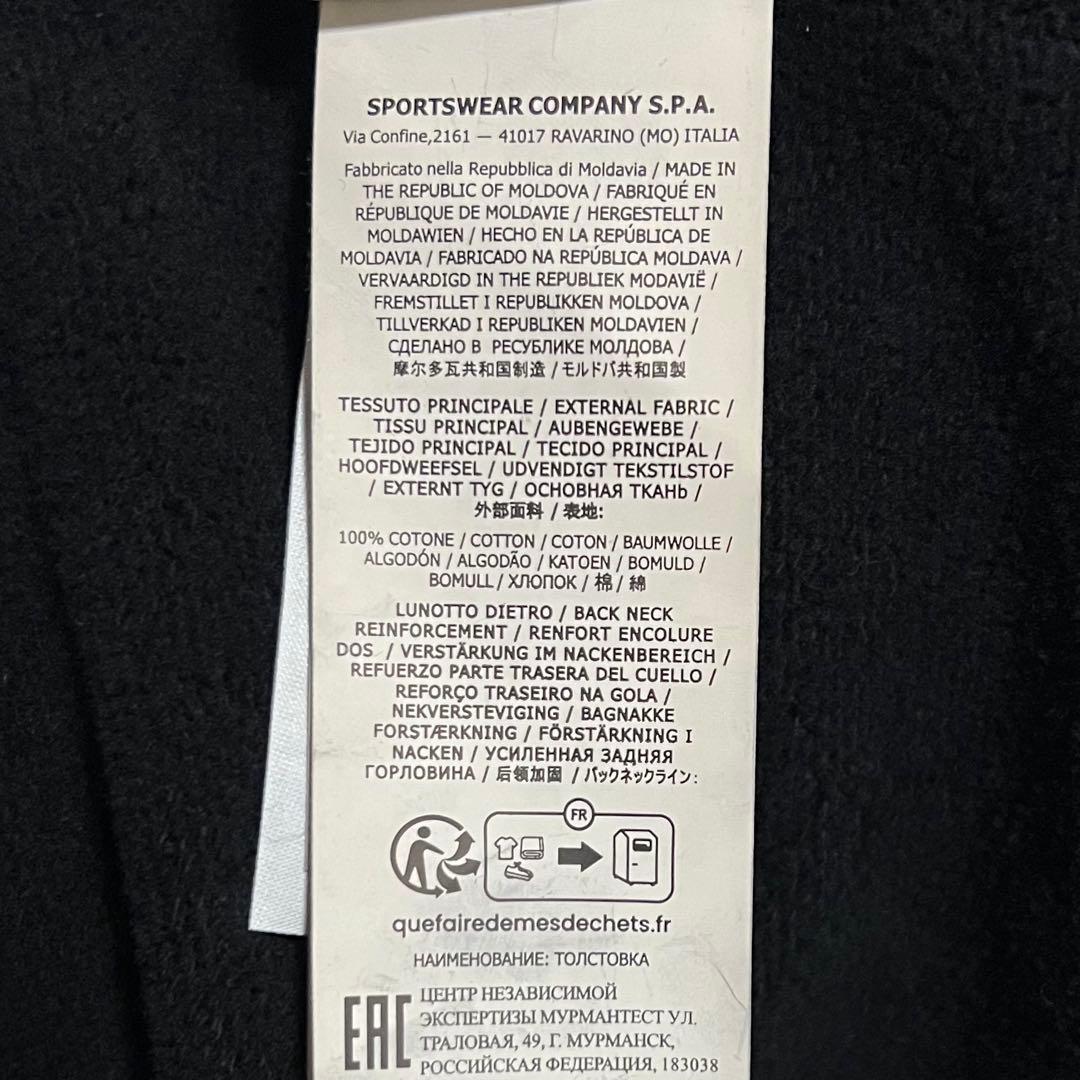 SPORTSWEAR COMPANY S.P.A.
Via Confine,2161 — 41017 RAVARINO (MO) ITALIA
Fabbricato nella Repubblica di Moldavia / MADE IN
THE REPUBLIC OF MOLDOVA / FABRIQUÉ EN
RÉPUBLIQUE DE MOLDAVIE / HERGESTELLT IN
MOLDAWIEN / HECHO EN LA REPÚBLICA DE
MOLDAVIA / FABRICADO NA REPÚBLICA MOLDAVA /
VERVAARDIGD IN THE REPUBLIEK MODAVIË /
FREMSTILLET I REPUBLIKKEN MOLDOVA /
TILLVERKAD I REPUBLIKEN MOLDAVIEN /
СДЕЛАНО В РЕСУБЛИКЕ МОЛДОВА /
摩尔多瓦共和国制造 / モルドバ共和国製
TESSUTO PRINCIPALE / EXTERNAL FABRIC /
TISSU PRINCIPAL / AUBENGEWEBE /
TEJIDO PRINCIPAL / TECIDO PRINCIPAL /
HOOFDWEEFSEL / UDVENDIGT TEKSTILSTOF
/ EXTERNT TYG / ОСНОВНАЯ ТКАНЬ /
外部面料 / 表地:
100% COTONE / COTTON / COTON / BAUMWOLLE /
ALGODÓN / ALGODÃO / KATOEN / BOMULD /
BOMULL / ХЛОПОК / 棉 / 綿
LUNOTTO DIETRO / BACK NECK
REINFORCEMENT / RENFORT ENCOLURE
DOS / VERSTÄRKUNG IM NACKENBEREICH /
REFUERZO PARTE TRASERA DEL CUELLO /
REFORÇO TRASEIRO NA GOLA /
NEKVERSTEVIGING / BAGNAKKE
FORSTÆRKNING / FÖRSTÄRKNING I
NACKEN / УСИЛЕННАЯ ЗАДНЯЯ
ГОРЛОВИНА / 后领加固 / バックネックライン:
FR
quefairedemesdechets.fr
НАИМЕНОВАНИЕ: ТОЛСТОВКА
EAC
ЦЕНТР НЕЗАВИСИМОЙ
ЭКСПЕРТИЗЫ МУРМАНТЕСТ УЛ.
ТРАЛОВАЯ, 49, Г. МУРМАНСК,
РОССИЙСКАЯ ФЕДЕРАЦИЯ, 183038